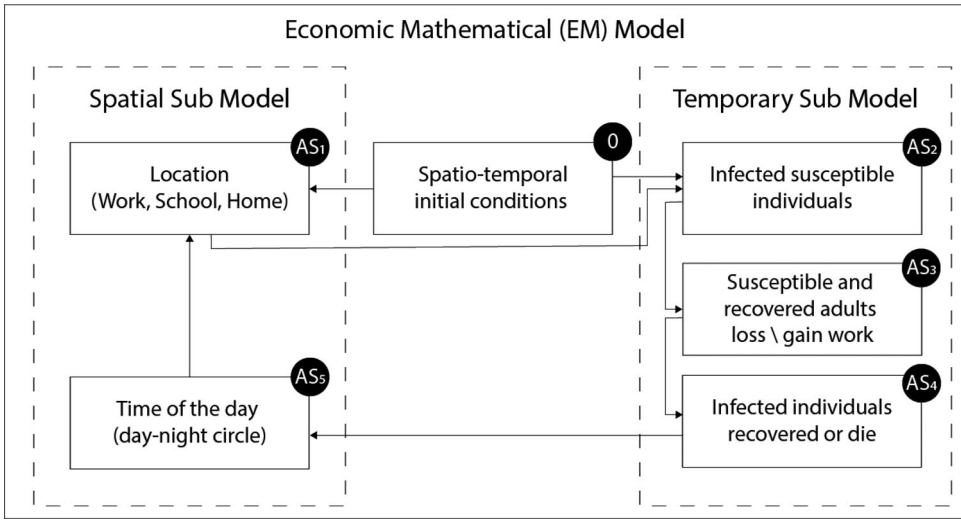 Economic Mathematical (EM) Model
Spatial Sub Model
AS₁
Location
(Work, School, Home)
0
Spatio-temporal
initial conditions
Temporary Sub Model
AS₂
Infected susceptible
individuals
AS₃
Susceptible and
recovered adults
loss \ gain work
AS₄
Infected individuals
recovered or die
AS₅
Time of the day
(day-night circle)